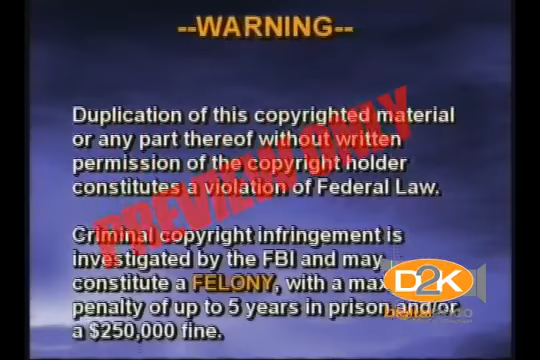 --WARNING--
Duplication of this copyrighted material
or any part thereof without written
permission of the copyright holder
constitutes a violation of Federal Law.
PREVIEW ONLY
Criminal copyright infringement is
investigated by the FBI and may
constitute a FELONY, with a max
penalty of up to 5 years in prison and/or
a $250,000 fine.
D2K
Digital